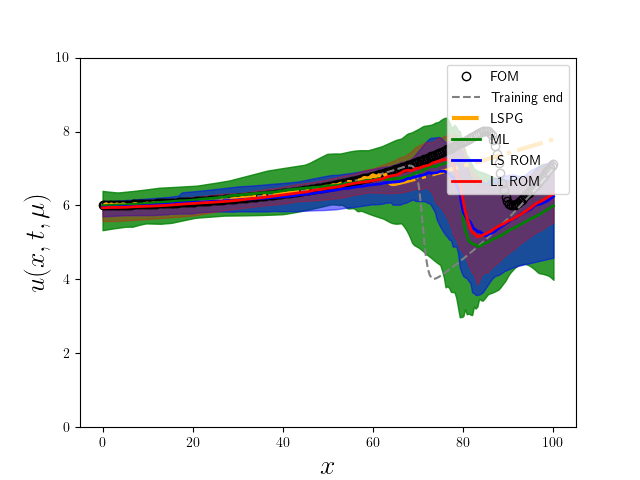 10
8
6
4
2
0
u(x, t, μ)
0 20 40 60 80 100
x
FOM
Training end
LSPG
ML
LS ROM
L1 ROM